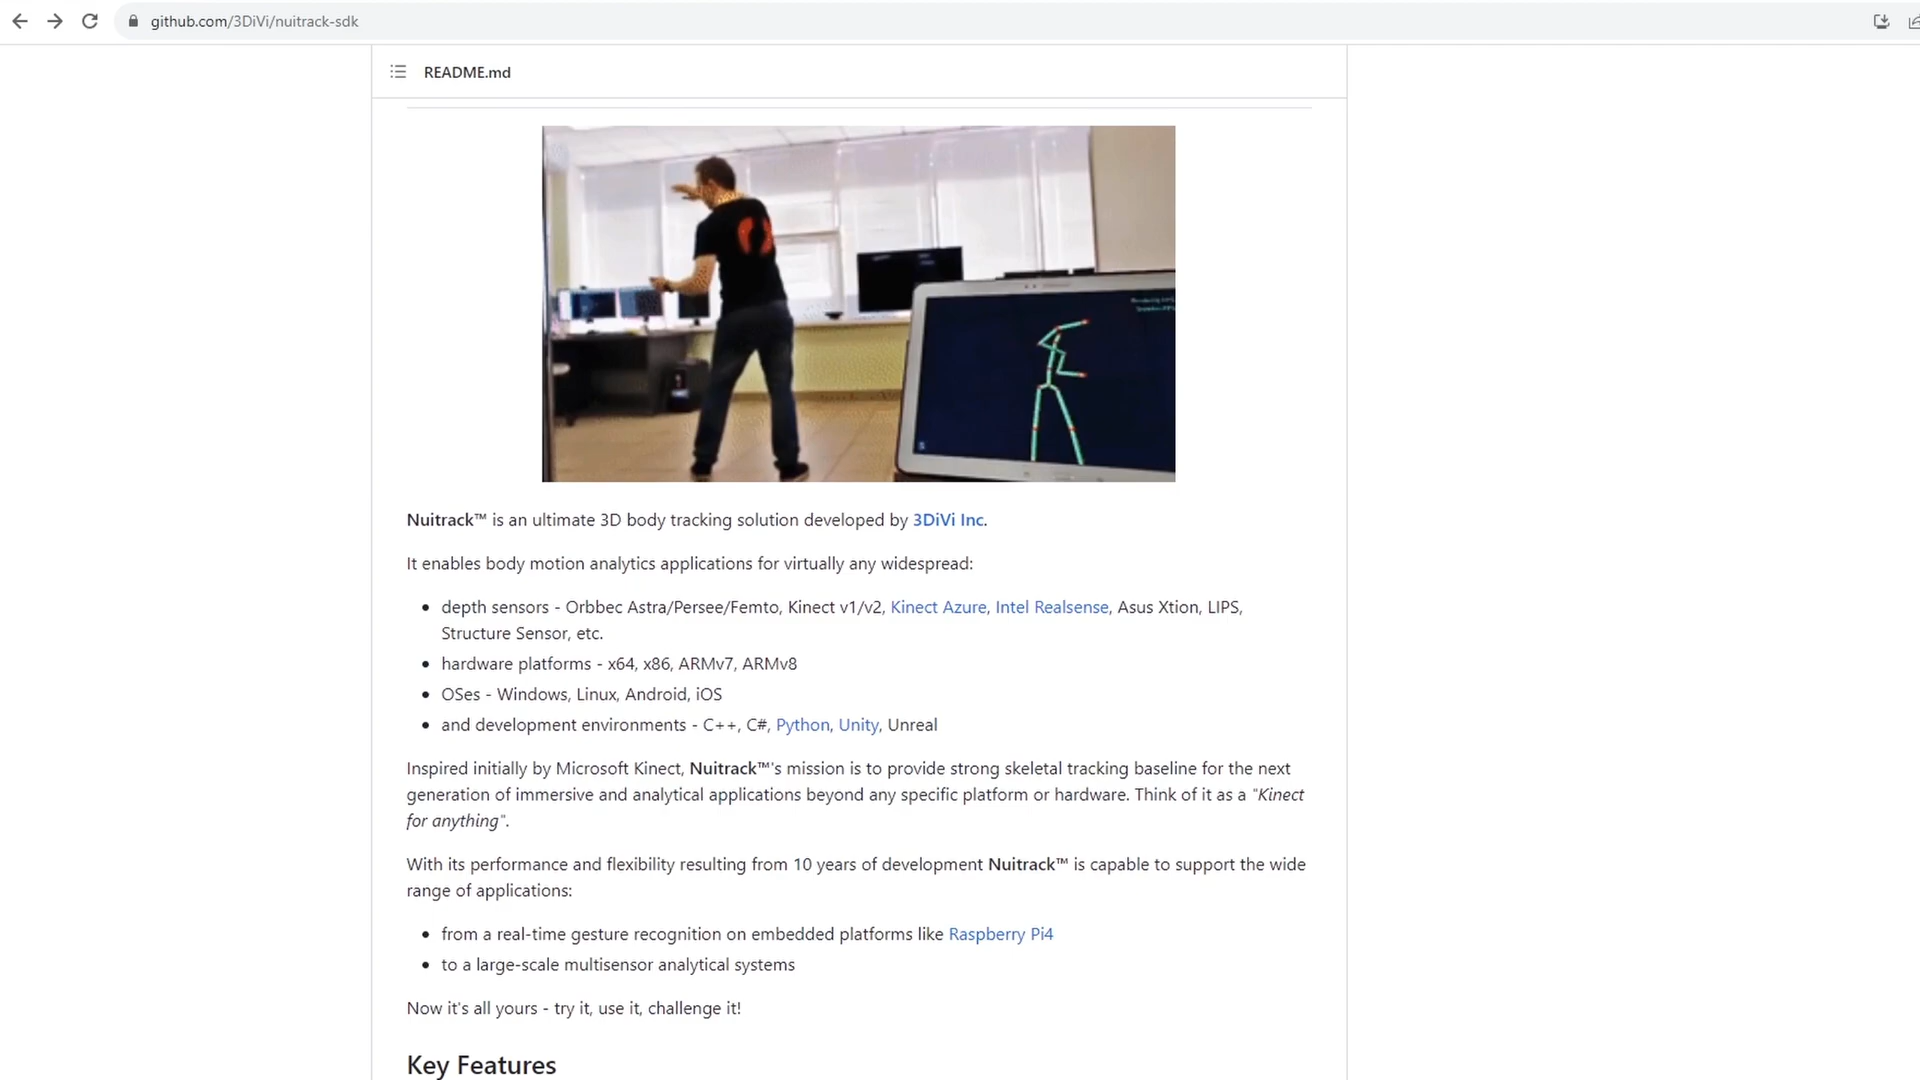 github.com/3DiVi/nuitrack-sdk
README.md
Nuitrack™ is an ultimate 3D body tracking solution developed by 3DiVi Inc.
It enables body motion analytics applications for virtually any widespread:
• depth sensors - Orbbec Astra/Persee/Femto, Kinect v1/v2, Kinect Azure, Intel Realsense, Asus Xtion, LIPS,
Structure Sensor, etc.
• hardware platforms - x64, x86, ARMv7, ARMv8
• OSes - Windows, Linux, Android, iOS
• and development environments - C++, C#, Python, Unity, Unreal
Inspired initially by Microsoft Kinect, Nuitrack™'s mission is to provide strong skeletal tracking baseline for the next
generation of immersive and analytical applications beyond any specific platform or hardware. Think of it as a "Kinect
for anything".
With its performance and flexibility resulting from 10 years of development Nuitrack™ is capable to support the wide
range of applications:
• from a real-time gesture recognition on embedded platforms like Raspberry Pi4
• to a large-scale multisensor analytical systems
Now it's all yours - try it, use it, challenge it!
Key Features